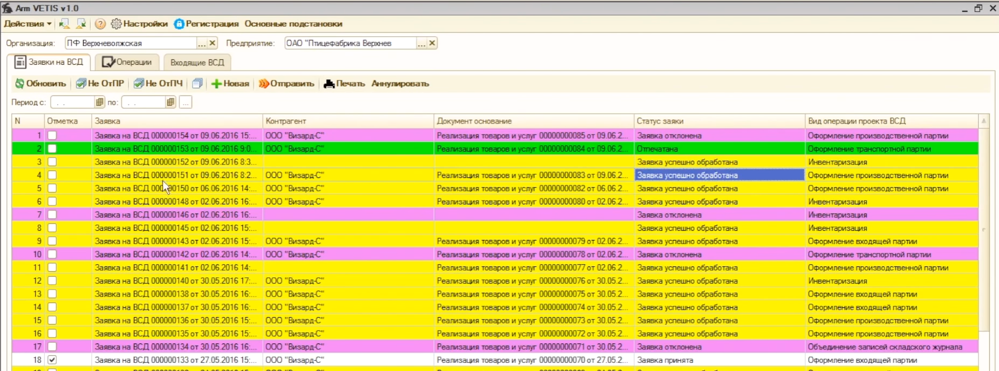 Arm VETIS v1.0
Действия Настройки Регистрация Основные подстановки
Организация: ПФ Верхневолжская ... Предприятие: ОАО "Птицефабрика Верхнев ...
Заявки на ВСД Операции Входящие ВСД
Обновить Не ОтПР Не ОтПЧ Новая Отправить Печать Аннулировать
Период с: . . по: . . ...
N Отметка Заявка Контрагент Документ основание Статус заяки Вид операции проекта ВСД
1 Заявка на ВСД 000000154 от 09.06.2016 15:... ООО "Визард-С" Реализация товаров и услуг 00000000085 от 09.06.2... Заявка отклонена Оформление производственной партии
2 Заявка на ВСД 000000153 от 09.06.2016 9:0... ООО "Визард-С" Реализация товаров и услуг 00000000084 от 09.06.2... Отпечатана Оформление транспортной партии
3 Заявка на ВСД 000000152 от 09.06.2016 8:3... Заявка успешно обработана Инвентаризация
4 Заявка на ВСД 000000151 от 09.06.2016 8:2... ООО "Визард-С" Реализация товаров и услуг 00000000083 от 09.06.2... Заявка успешно обработана Оформление производственной партии
5 Заявка на ВСД 000000150 от 06.06.2016 14:... ООО "Визард-С" Реализация товаров и услуг 00000000082 от 06.06.2... Заявка успешно обработана Оформление производственной партии
6 Заявка на ВСД 000000148 от 02.06.2016 16:... ООО "Визард-С" Реализация товаров и услуг 00000000080 от 02.06.2... Заявка успешно обработана Инвентаризация
7 Заявка на ВСД 000000146 от 02.06.2016 16:... Заявка отклонена Инвентаризация
8 Заявка на ВСД 000000145 от 02.06.2016 15:... Заявка успешно обработана Инвентаризация
9 Заявка на ВСД 000000143 от 02.06.2016 15:... ООО "Визард-С" Реализация товаров и услуг 00000000079 от 02.06.2... Заявка успешно обработана Оформление входящей партии
10 Заявка на ВСД 000000142 от 02.06.2016 14:... ООО "Визард-С" Реализация товаров и услуг 00000000078 от 02.06.2... Заявка отклонена Оформление транспортной партии
11 Заявка на ВСД 000000141 от 02.06.2016 14:... Реализация товаров и услуг 00000000077 от 02.06.2... Заявка успешно обработана Оформление производственной партии
12 Заявка на ВСД 000000140 от 30.05.2016 17:... ООО "Визард-С" Реализация товаров и услуг 00000000076 от 30.05.2... Заявка успешно обработана Инвентаризация
13 Заявка на ВСД 000000138 от 30.05.2016 16:... ООО "Визард-С" Реализация товаров и услуг 00000000075 от 30.05.2... Заявка успешно обработана Оформление входящей партии
14 Заявка на ВСД 000000137 от 30.05.2016 16:... ООО "Визард-С" Реализация товаров и услуг 00000000074 от 30.05.2... Заявка успешно обработана Оформление входящей партии
15 Заявка на ВСД 000000136 от 30.05.2016 15:... ООО "Визард-С" Реализация товаров и услуг 00000000073 от 30.05.2... Заявка успешно обработана Оформление производственной партии
16 Заявка на ВСД 000000135 от 30.05.2016 15:... ООО "Визард-С" Реализация товаров и услуг 00000000072 от 30.05.2... Заявка успешно обработана Оформление производственной партии
17 Заявка на ВСД 000000134 от 30.05.2016 16:... ООО "Визард-С" Реализация товаров и услуг 00000000071 от 30.05.2... Заявка отклонена Объединение записей складского журнала
18 Заявка на ВСД 000000133 от 27.05.2016 15:... ООО "Визард-С" Реализация товаров и услуг 00000000070 от 27.05.2... Заявка принята Оформление входящей партии